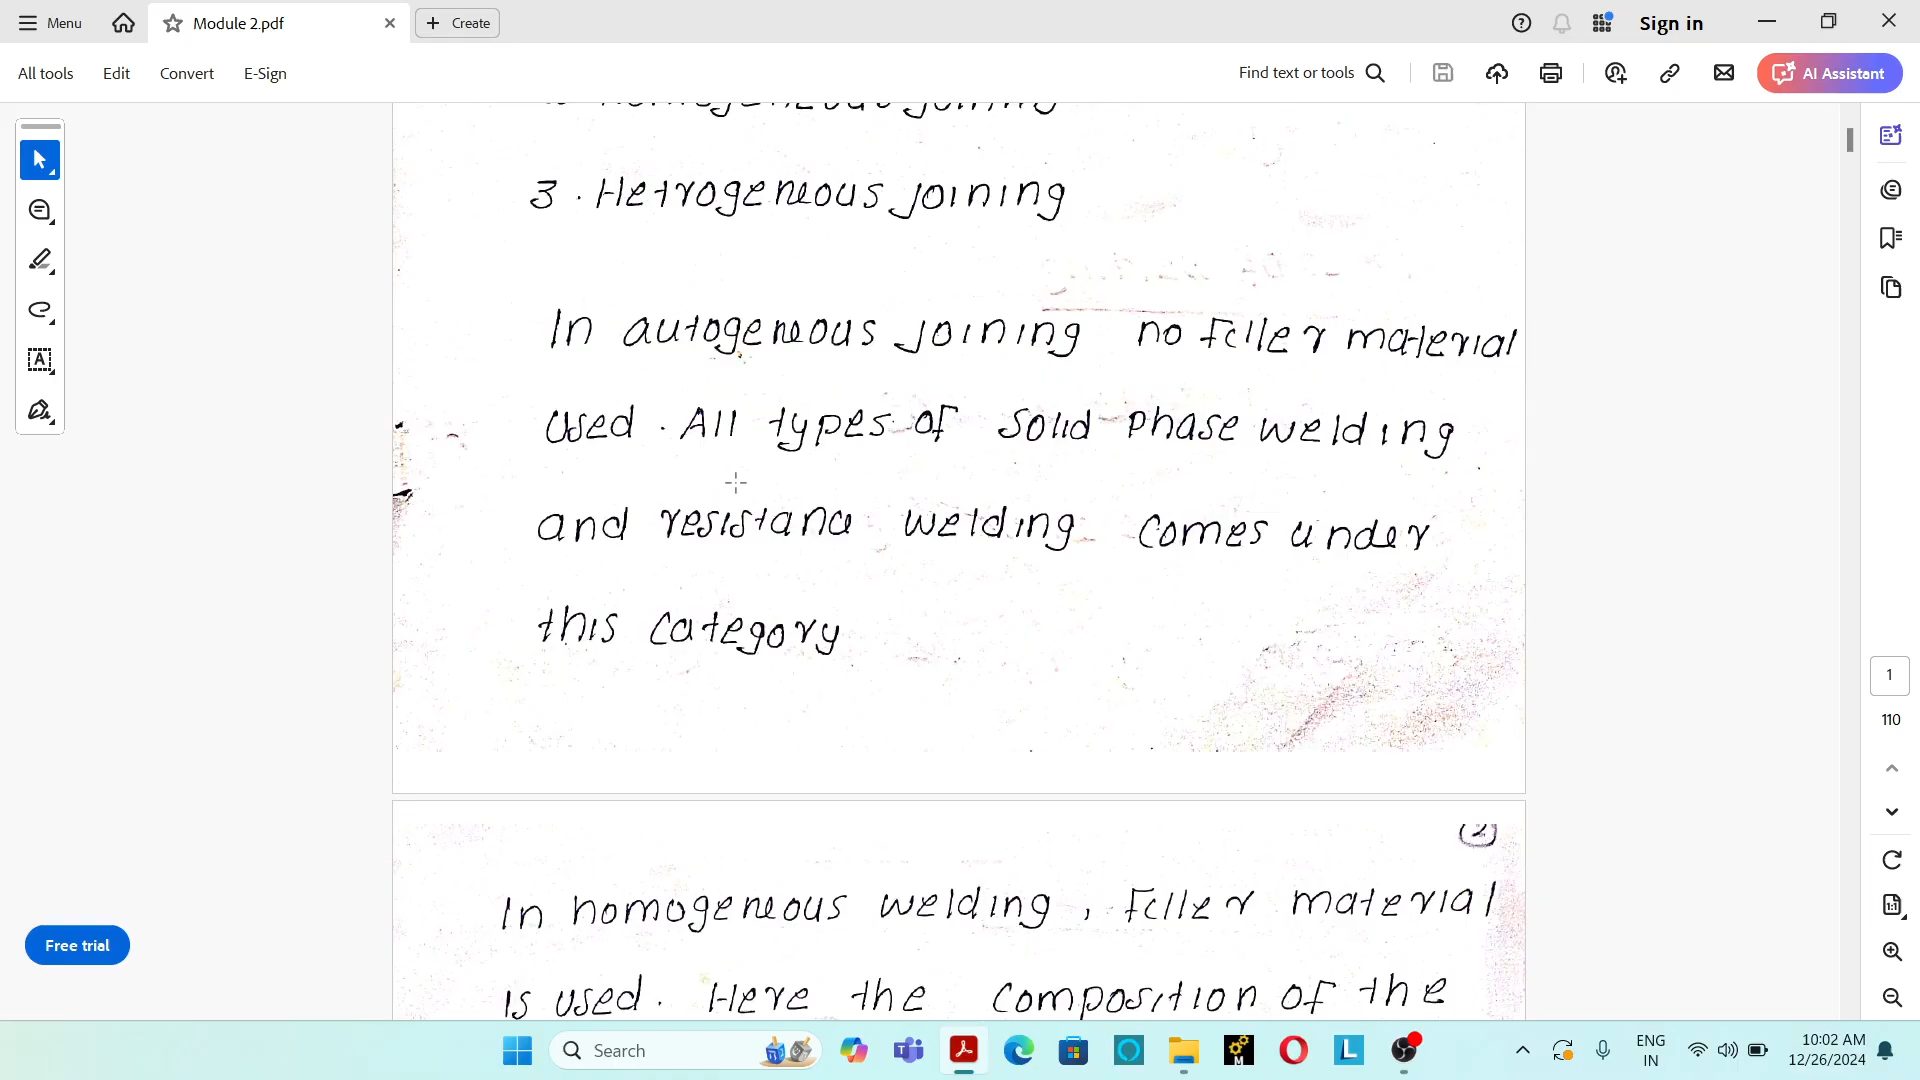 Menu
Module 2.pdf
Create
Sign in
All tools
Edit
Convert
E-Sign
Find text or tools
AI Assistant
Homogeneous joining
3. Hetrogeneous joining
In autogeneous joining no filler material
used. All types of solid phase welding
and resistance welding comes under
this category
1
110
2
In homogeneous welding, filler material
is used. Here the composition of the
Free trial
Search
ENG
IN
10:02 AM
12/26/2024